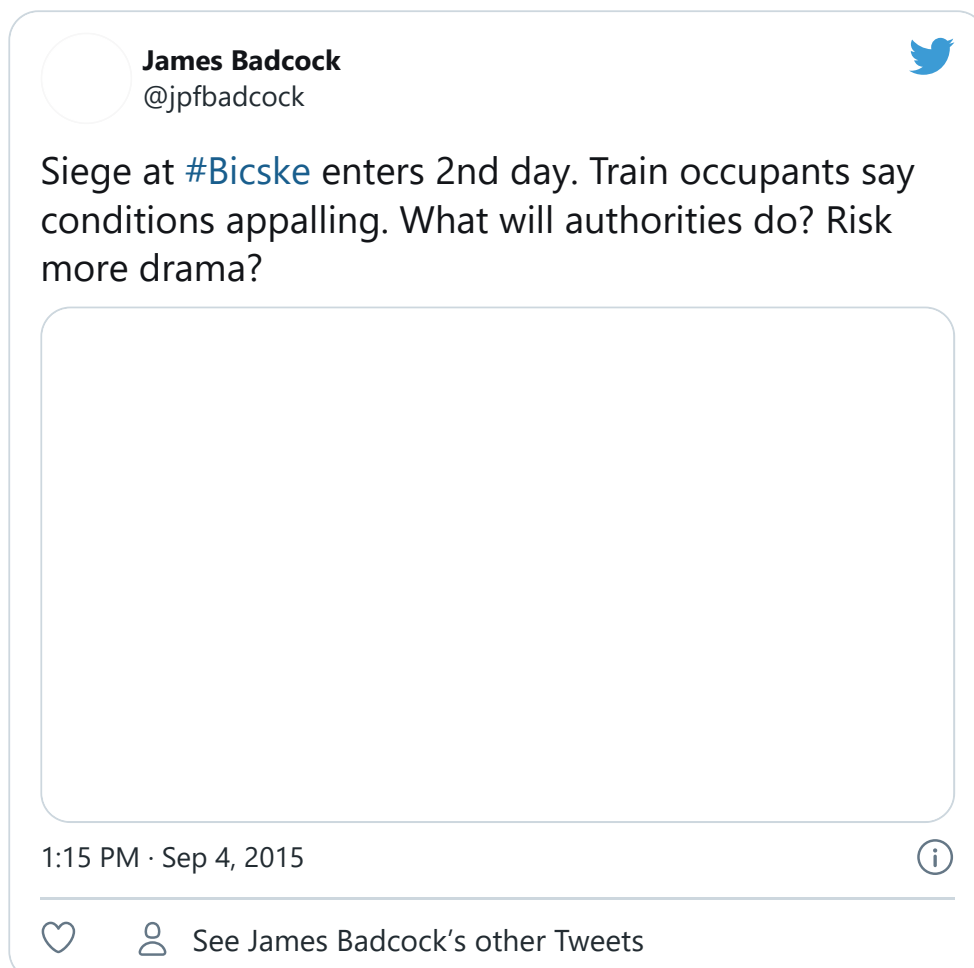 James Badcock
@jpfbadcock
Siege at #Bicske enters 2nd day. Train occupants say
conditions appalling. What will authorities do? Risk
more drama?
1:15 PM · Sep 4, 2015
See James Badcock’s other Tweets